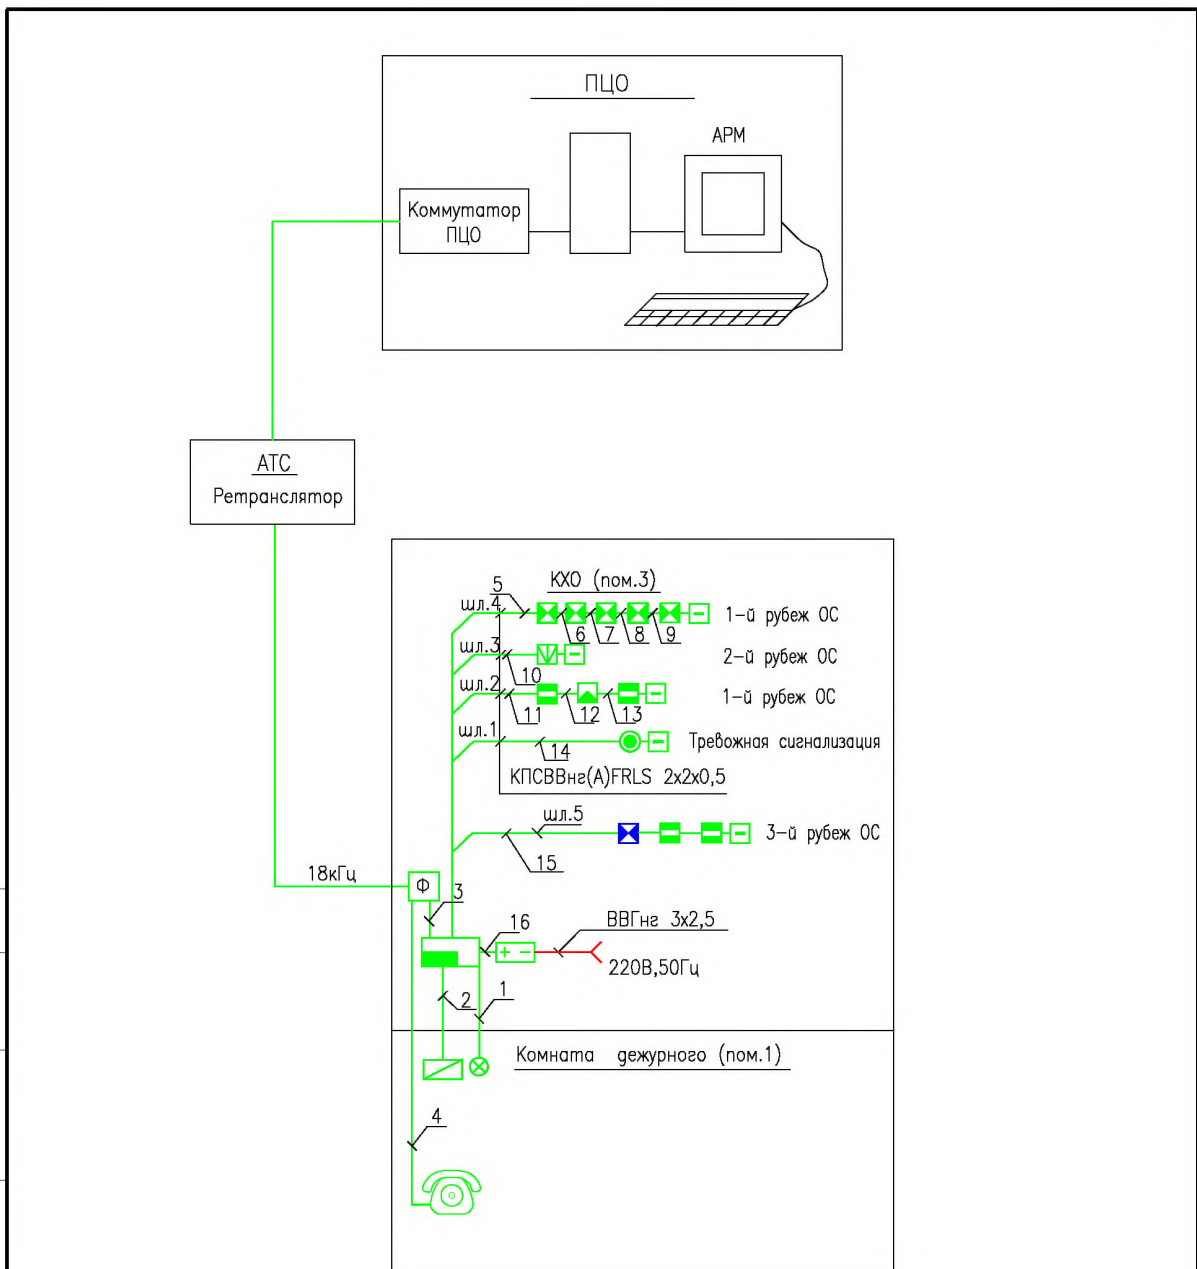 ПЦО
АРМ
Коммутатор
ПЦО
АТС
Ретранслятор
КХО (пом.3)
5
шл.4
6
7
8
9
1-й рубеж ОС
шл.3
10
2-й рубеж ОС
шл.2
11
12
13
1-й рубеж ОС
шл.1
14
Тревожная сигнализация
КПСВВнг(А)FRLS 2х2х0,5
шл.5
15
3-й рубеж ОС
18кГц
Ф
3
16
+ -
ВВГнг 3х2,5
220В,50Гц
2
1
Комната дежурного (пом.1)
4